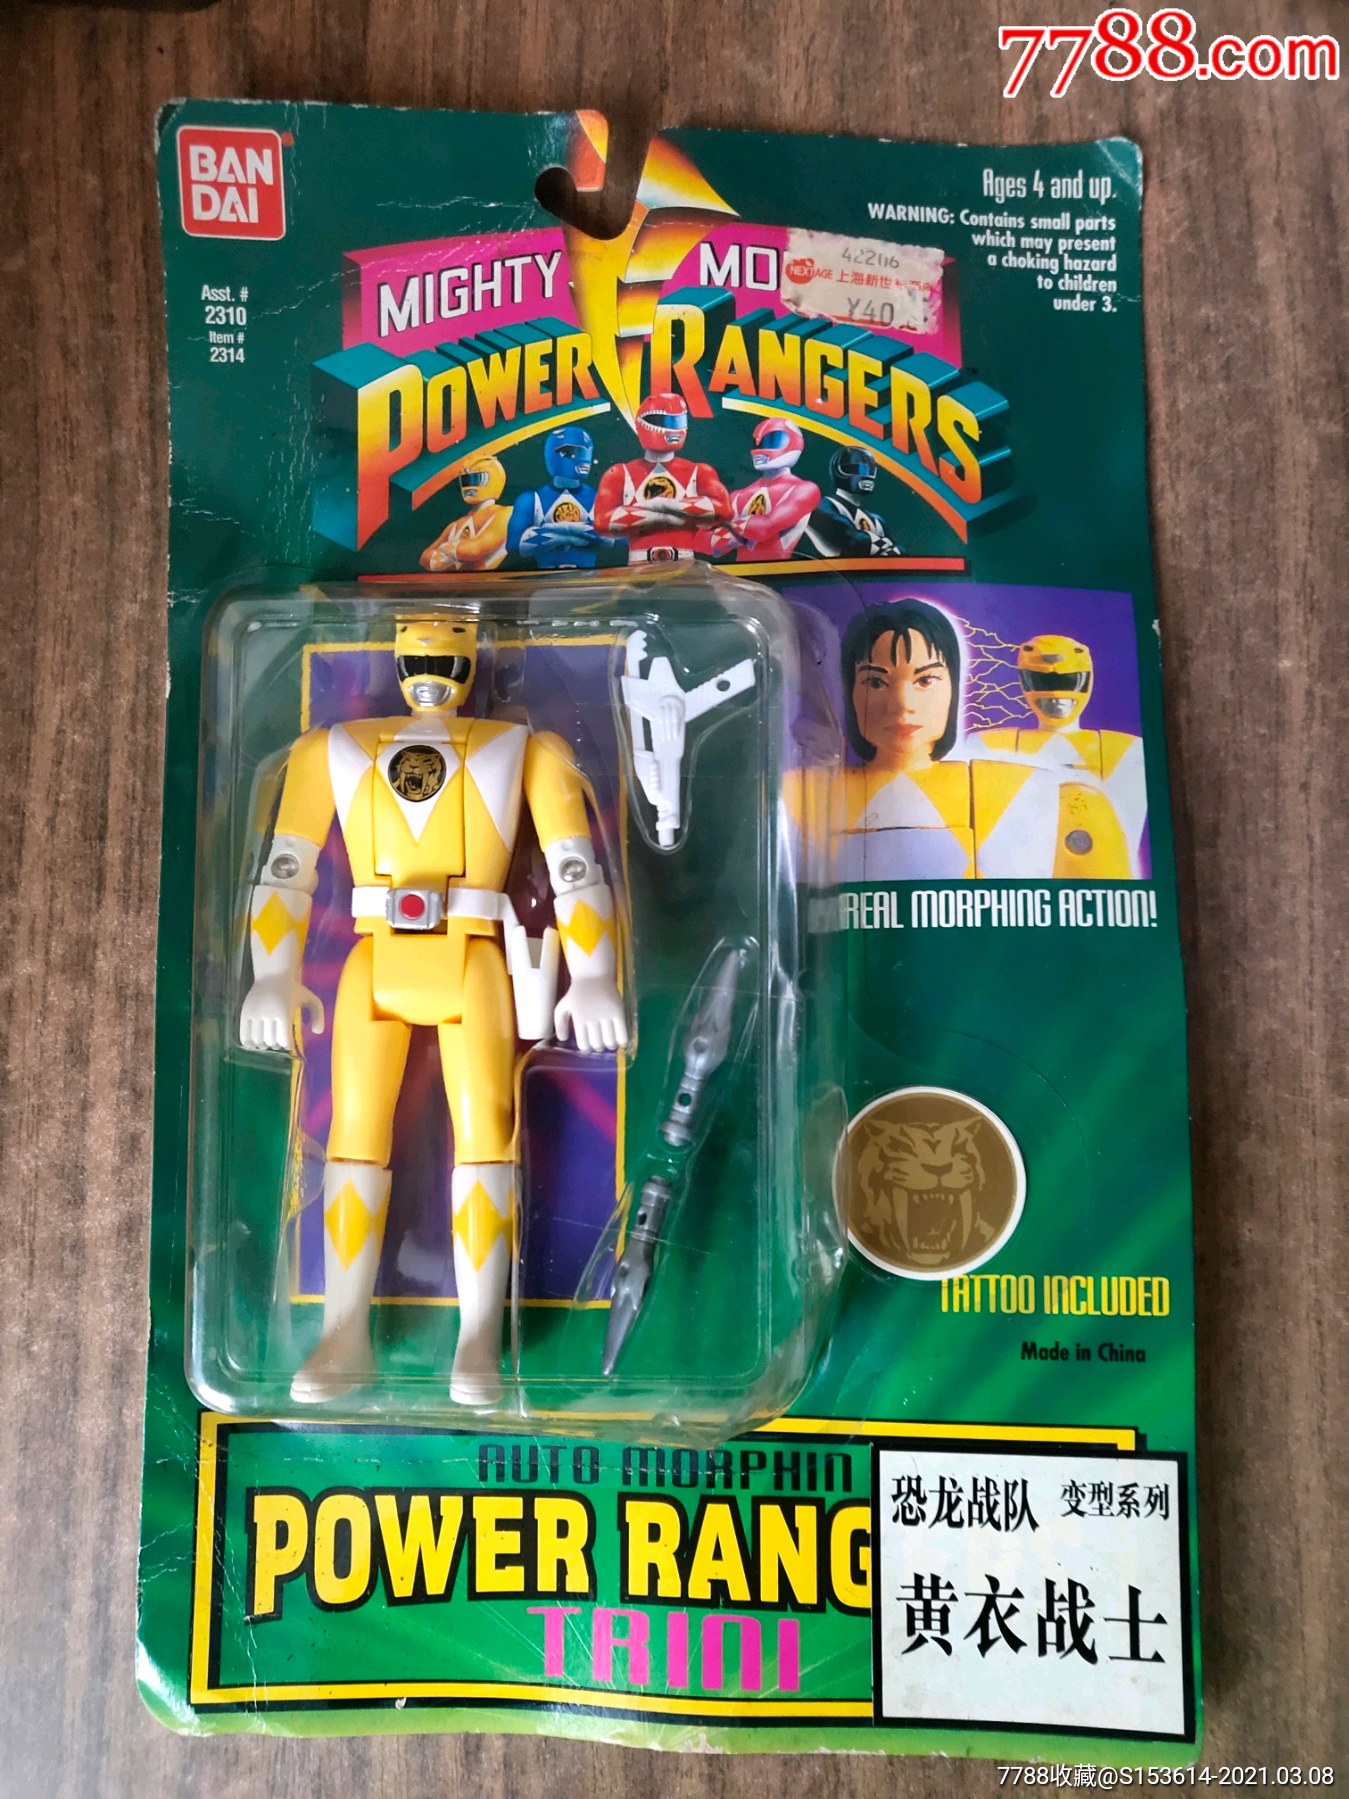 7788.com
BAN
DAI
Ages 4 and up.
WARNING: Contains small parts
which may present
a choking hazard
to children
under 3.
Asst. #
2310
Item #
2314
MIGHTY MO
42206
NEXTAGE 上海新世
¥40
POWER RANGERS
REAL MORPHING ACTION!
TATTOO INCLUDED
Made in China
AUTO MORPHIN
POWER RANG
TRINI
恐龙战队 变型系列
黄衣战士
7788收藏@S153614-2021.03.08